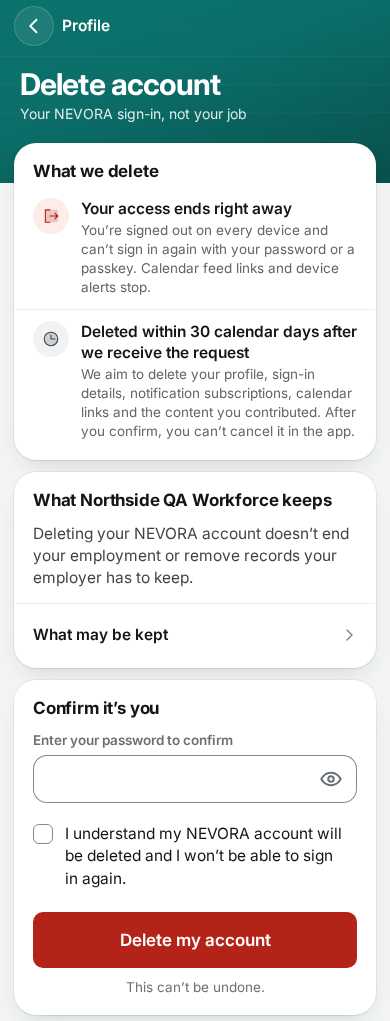 Profile
Delete account
Your NEVORA sign-in, not your job
What we delete
Your access ends right away
You’re signed out on every device and
can’t sign in again with your password or a
passkey. Calendar feed links and device
alerts stop.
Deleted within 30 calendar days after
we receive the request
We aim to delete your profile, sign-in
details, notification subscriptions, calendar
links and the content you contributed. After
you confirm, you can’t cancel it in the app.
What Northside QA Workforce keeps
Deleting your NEVORA account doesn’t end
your employment or remove records your
employer has to keep.
What may be kept
Confirm it’s you
Enter your password to confirm
I understand my NEVORA account will
be deleted and I won’t be able to sign
in again.
Delete my account
This can’t be undone.